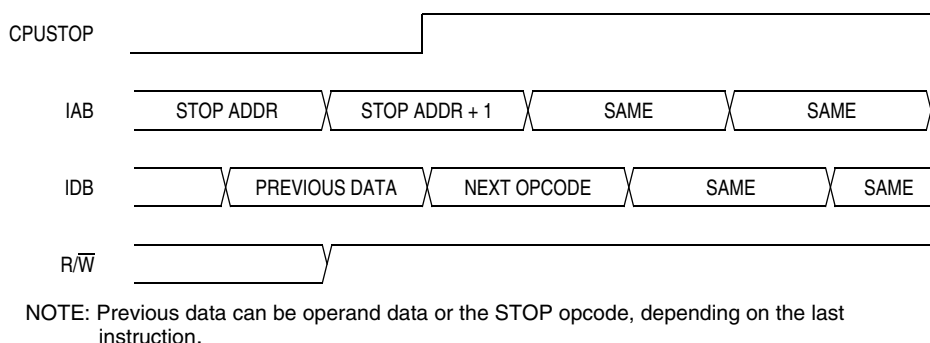 CPUSTOP
IAB STOP ADDR STOP ADDR + 1 SAME SAME
IDB PREVIOUS DATA NEXT OPCODE SAME SAME
R/W̅
NOTE: Previous data can be operand data or the STOP opcode, depending on the last
instruction.